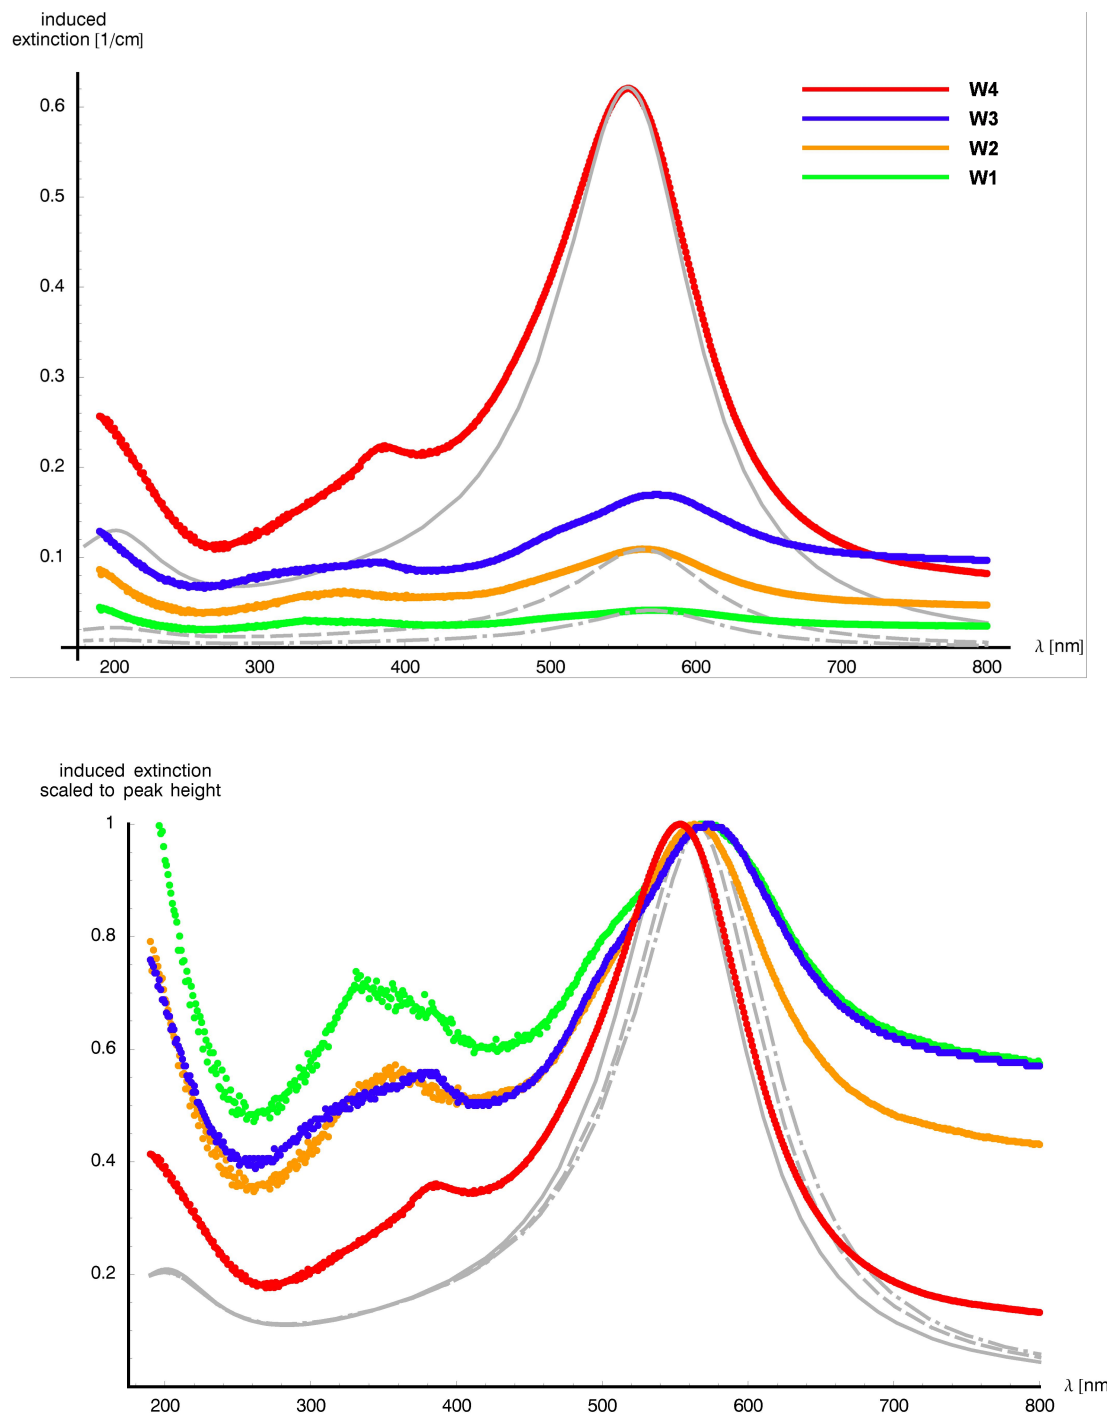 induced
extinction [1/cm]
0.6
0.5
0.4
0.3
0.2
0.1
W4
W3
W2
W1
200 300 400 500 600 700 800
λ [nm]
induced extinction
scaled to peak height
1
0.8
0.6
0.4
0.2
200 300 400 500 600 700 800
λ [nm]